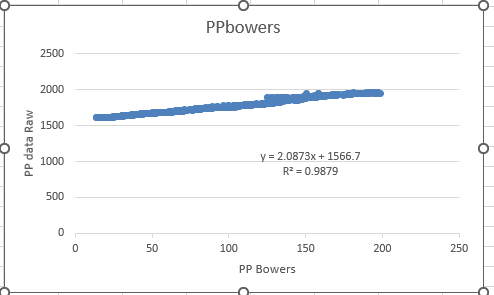 PPbowers
2500
2000
1500
1000
500
0
PP data Raw
y = 2.0873x + 1566.7
R² = 0.9879
0 50 100 150 200 250
PP Bowers